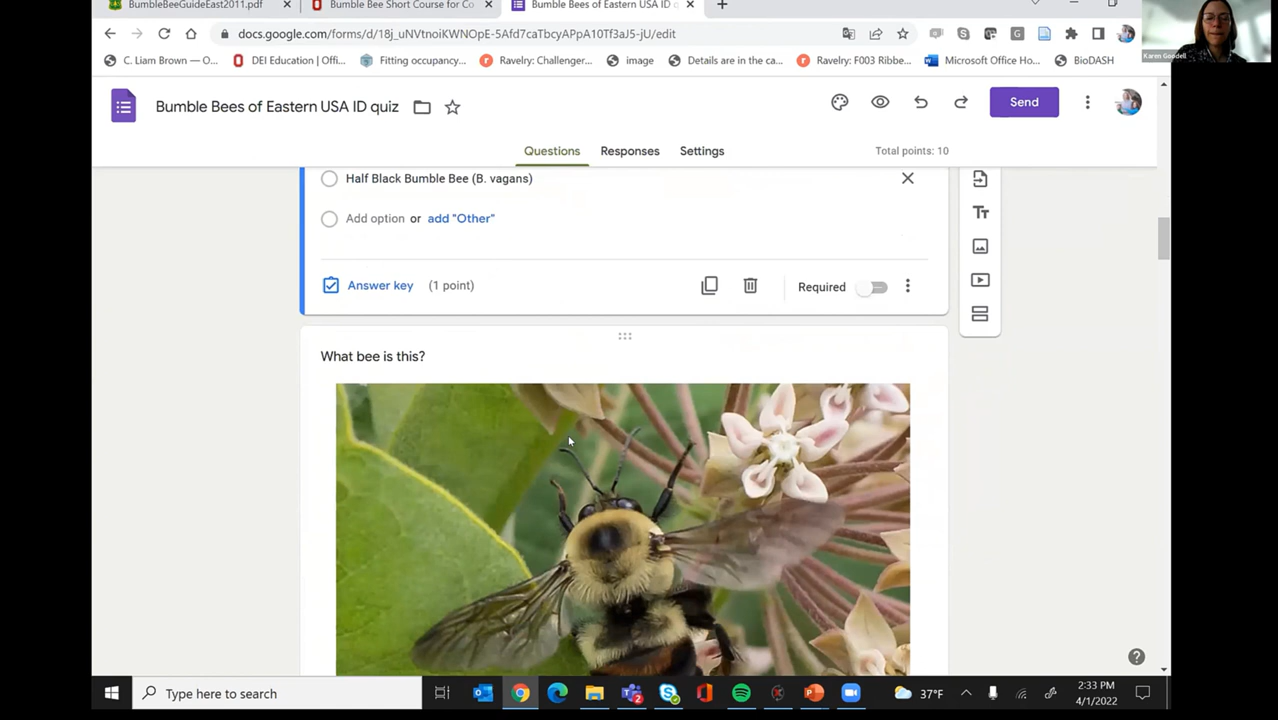 BumbleBeeGuideEast2011.pdf
Bumble Bee Short Course for Co
Bumble Bees of Eastern USA ID q
docs.google.com/forms/d/18j_uNVtnoiKWNOpE-5Afd7caTbcyAPpA10Tf3aJ5-jU/edit
C. Liam Brown — O...
DEI Education | Offi...
Fitting occupancy...
Ravelry: Challenger...
image
Details are in the ca...
Ravelry: F003 Ribbe...
Microsoft Office Ho...
BioDASH
Karen Goodell
Bumble Bees of Eastern USA ID quiz
Send
Questions
Responses
Settings
Total points: 10
Half Black Bumble Bee (B. vagans)
Add option or add "Other"
Answer key (1 point)
Required
What bee is this?
Type here to search
37°F
2:33 PM
4/1/2022